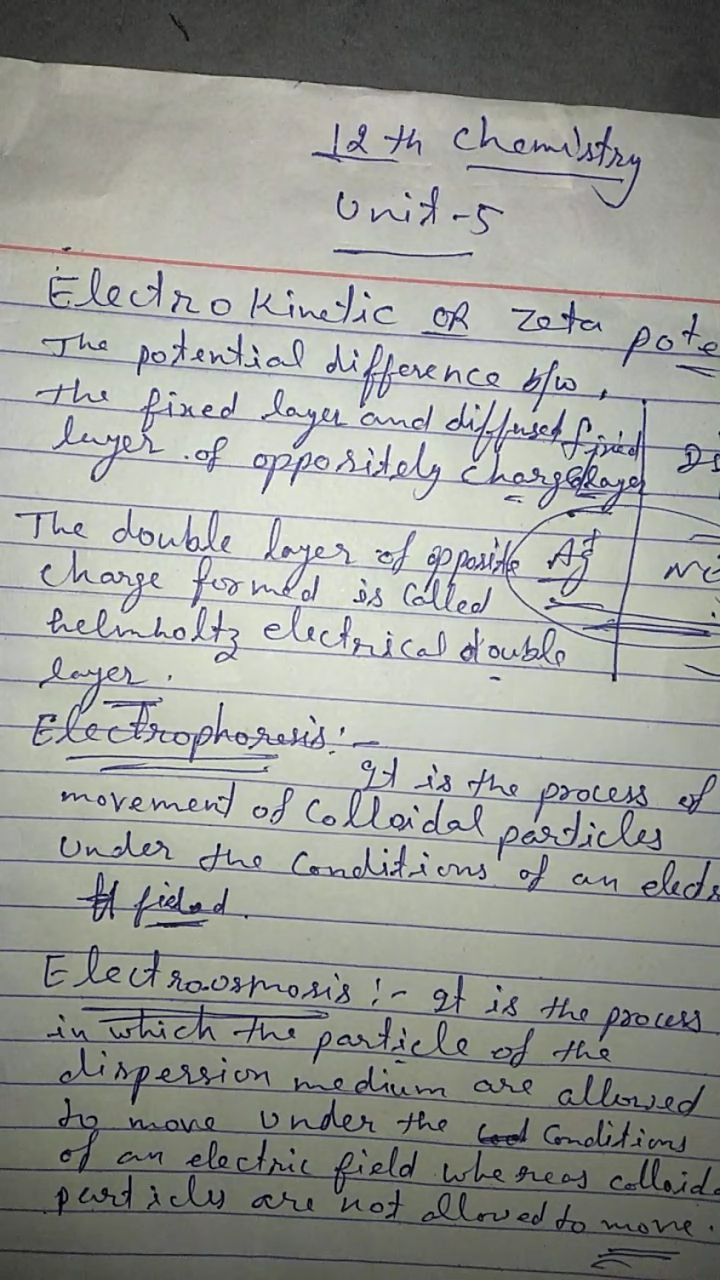 12th Chemistry
Unit-5
Electrokinetic OR Zeta pote
The potential difference b/w
the fixed layer and diffused
layer of oppositely charged
fixed
layer
The double layer of opposite
charge formed is called
helmholtz electrical double
layer.
Electrophoresis:-
It is the process of
movement of colloidal particles
under the conditions of an elect
field.
Electroosmosis:- It is the process
in which the particle of the
dispersion medium are allowed
to move under the conditions
of an electric field whereas colloid
particles are not allowed to move.